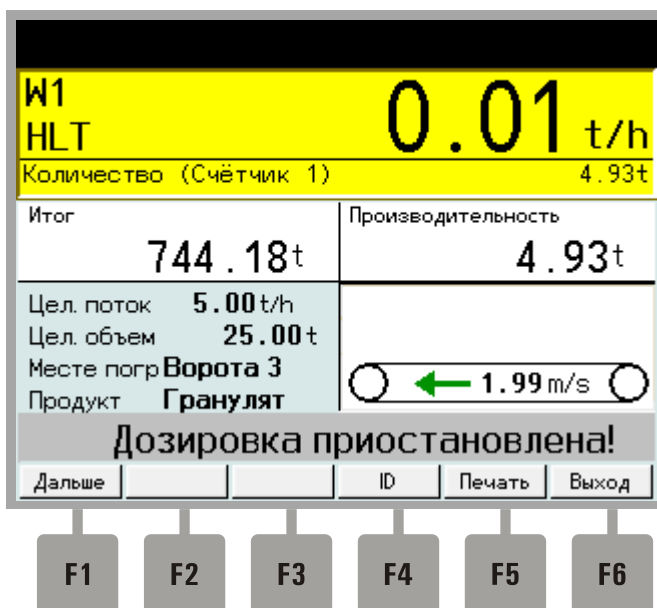 W1
HLT
0.01 t/h
Количество (Счётчик 1) 4.93t
Итог
744.18t
Производительность
4.93t
Цел. поток 5.00t/h
Цел. объем 25.00t
Месте погр Ворота 3
Продукт Гранулят
1.99 m/s
Дозировка приостановлена!
Дальше ID Печать Выход
F1 F2 F3 F4 F5 F6